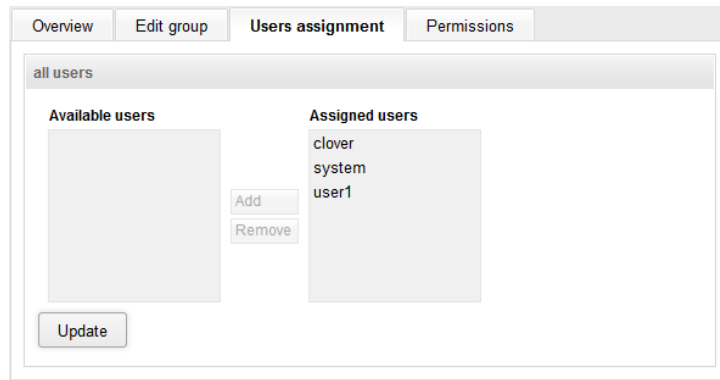 Overview Edit group Users assignment Permissions
all users
Available users Assigned users
clover
system
user1
Add
Remove
Update